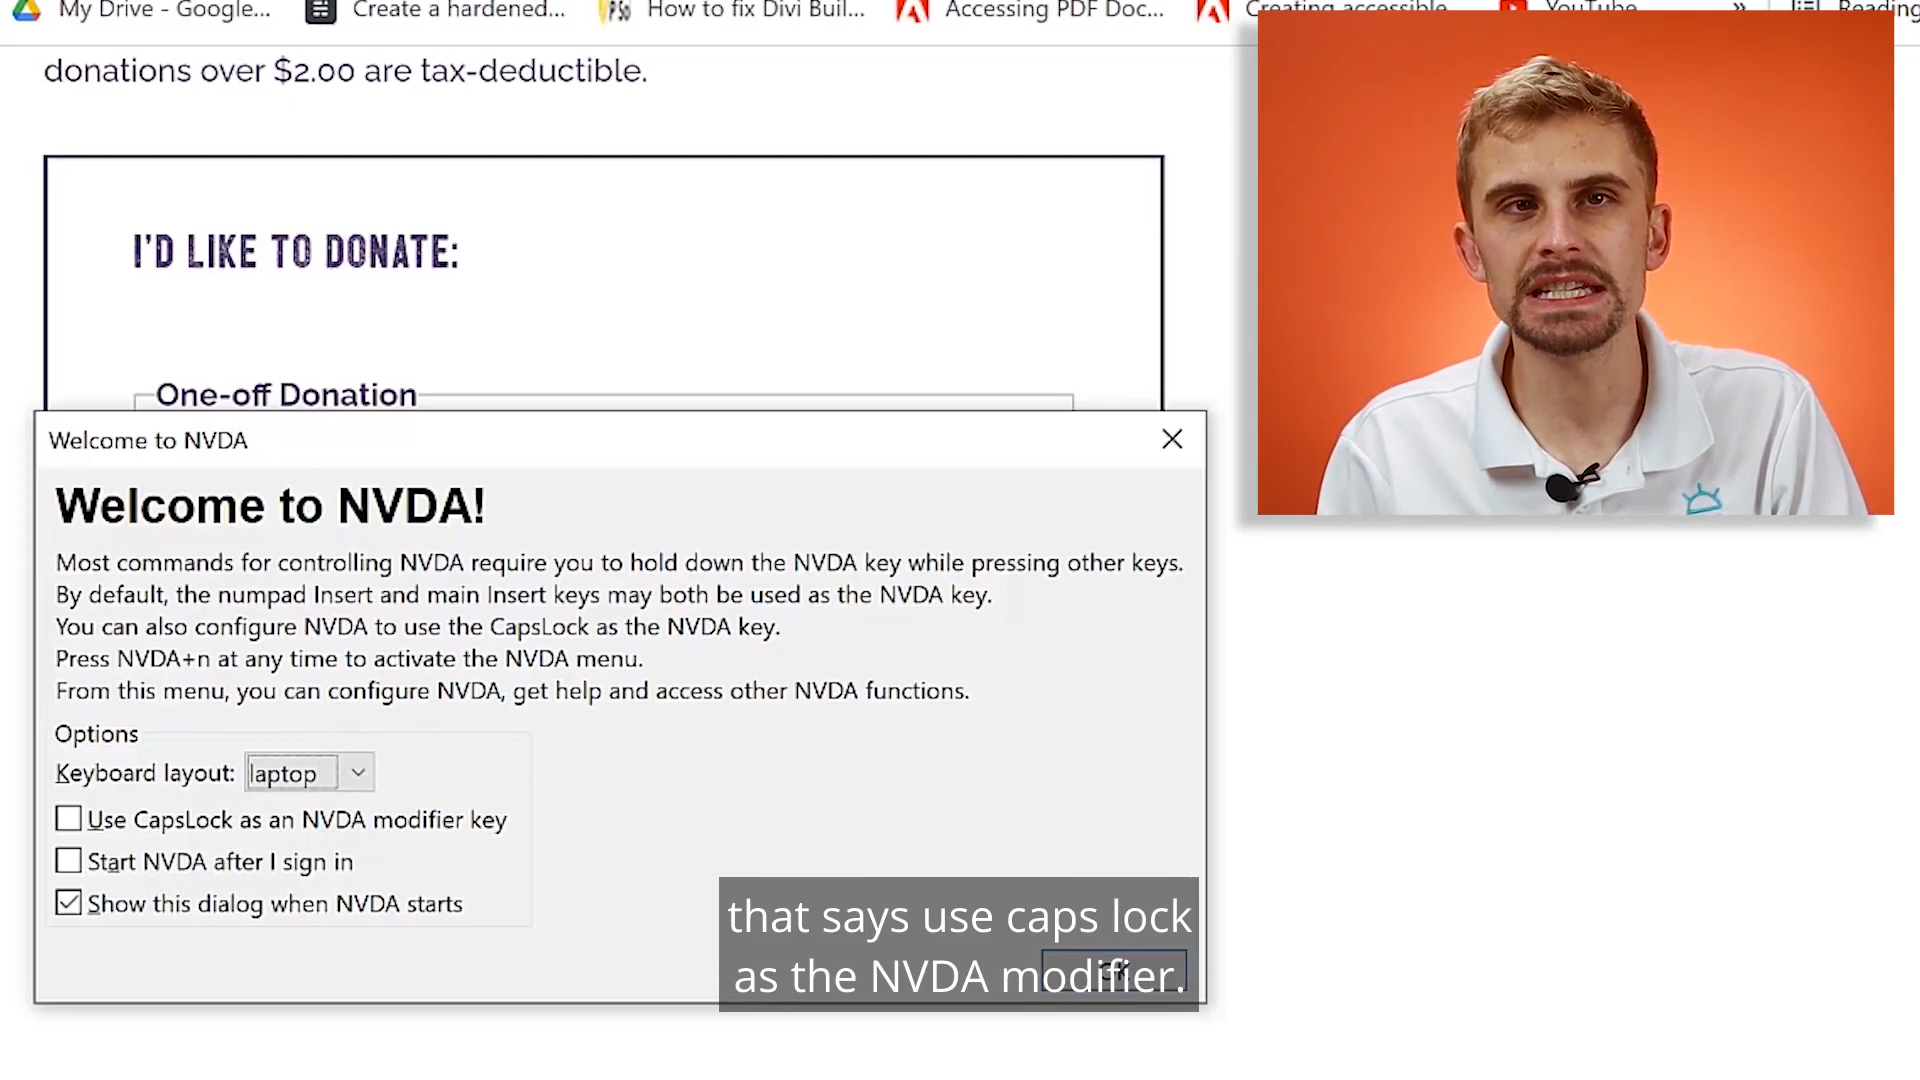 My Drive - Google...
Create a hardened...
How to fix Divi Buil...
Accessing PDF Doc...
Creating accessible
YouTube
»
Reading
donations over $2.00 are tax-deductible.
I'D LIKE TO DONATE:
One-off Donation
Welcome to NVDA
Welcome to NVDA!
Most commands for controlling NVDA require you to hold down the NVDA key while pressing other keys.
By default, the numpad Insert and main Insert keys may both be used as the NVDA key.
You can also configure NVDA to use the CapsLock as the NVDA key.
Press NVDA+n at any time to activate the NVDA menu.
From this menu, you can configure NVDA, get help and access other NVDA functions.
Options
Keyboard layout: laptop
Use CapsLock as an NVDA modifier key
Start NVDA after I sign in
Show this dialog when NVDA starts
that says use caps lock
as the NVDA modifier.